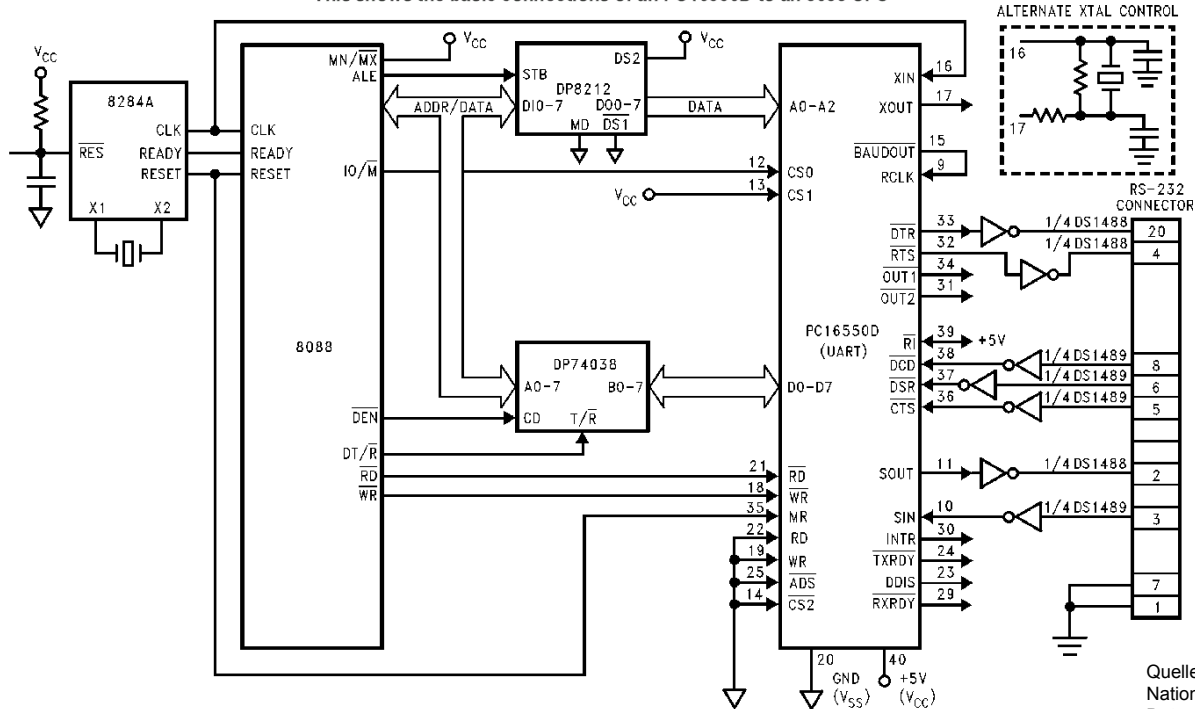 ALTERNATE XTAL CONTROL
16
17
VCC
8284A
RES
CLK
READY
RESET
X1 X2
MN/MX
VCC
ALE
CLK
READY
RESET
IO/M
8088
DEN
DT/R
RD
WR
ADDR/DATA
DS2
VCC
STB
DP8212
DI0-7 DO0-7
MD DS1
DATA
DP74038
A0-7 B0-7
CD T/R
A0-A2
12 CS0
VCC 13 CS1
PC16550D
(UART)
D0-D7
21 RD
18 WR
35 MR
22 RD
19 WR
25 ADS
14 CS2
XIN 16
XOUT 17
BAUDOUT 15
RCLK 9
DTR 33
RTS 32
OUT1 34
OUT2 31
RI 39 +5V
DCD 38
DSR 37
CTS 36
SOUT 11
SIN 10
INTR 30
TXRDY 24
DDIS 23
RXRDY 29
20 40
GND +5V
(VSS) (VCC)
RS-232
CONNECTOR
1/4 DS1488 20
1/4 DS1488 4
1/4 DS1489 8
1/4 DS1489 6
1/4 DS1489 5
1/4 DS1488 2
1/4 DS1489 3
7
1
Quelle
Nation